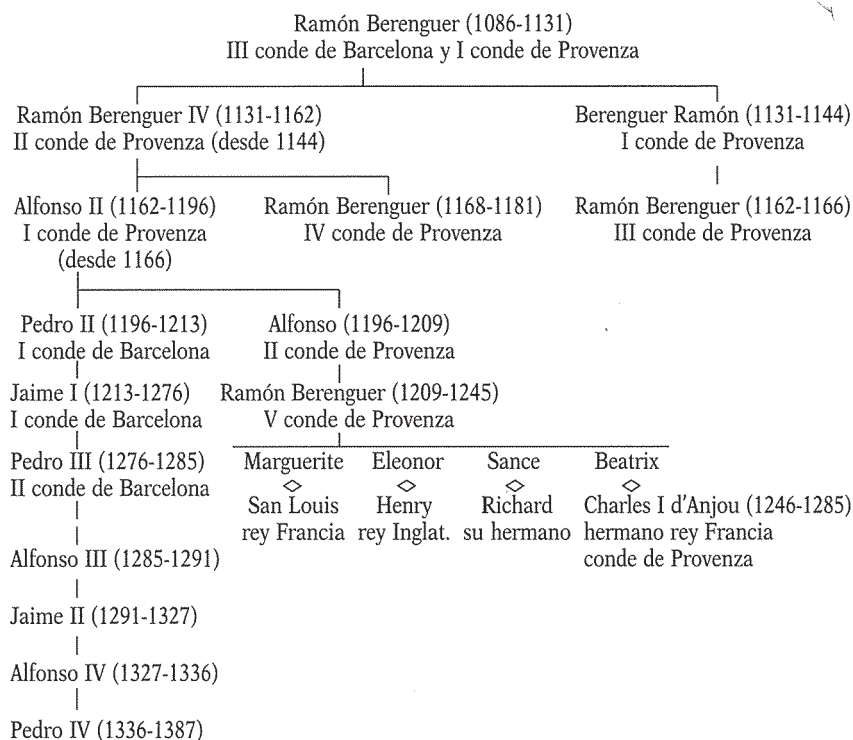 Ramón Berenguer (1086-1131)
III conde de Barcelona y I conde de Provenza
Ramón Berenguer IV (1131-1162)
II conde de Provenza (desde 1144)
Berenguer Ramón (1131-1144)
I conde de Provenza
Alfonso II (1162-1196)
I conde de Provenza
(desde 1166)
Ramón Berenguer (1168-1181)
IV conde de Provenza
Ramón Berenguer (1162-1166)
III conde de Provenza
Pedro II (1196-1213)
I conde de Barcelona
Alfonso (1196-1209)
II conde de Provenza
Jaime I (1213-1276)
I conde de Barcelona
Ramón Berenguer (1209-1245)
V conde de Provenza
Pedro III (1276-1285)
II conde de Barcelona
Marguerite
San Louis
rey Francia
Eleonor
Henry
rey Inglat.
Sance
Richard
su hermano
Beatrix
Charles I d'Anjou (1246-1285)
hermano rey Francia
conde de Provenza
Alfonso III (1285-1291)
Jaime II (1291-1327)
Alfonso IV (1327-1336)
Pedro IV (1336-1387)